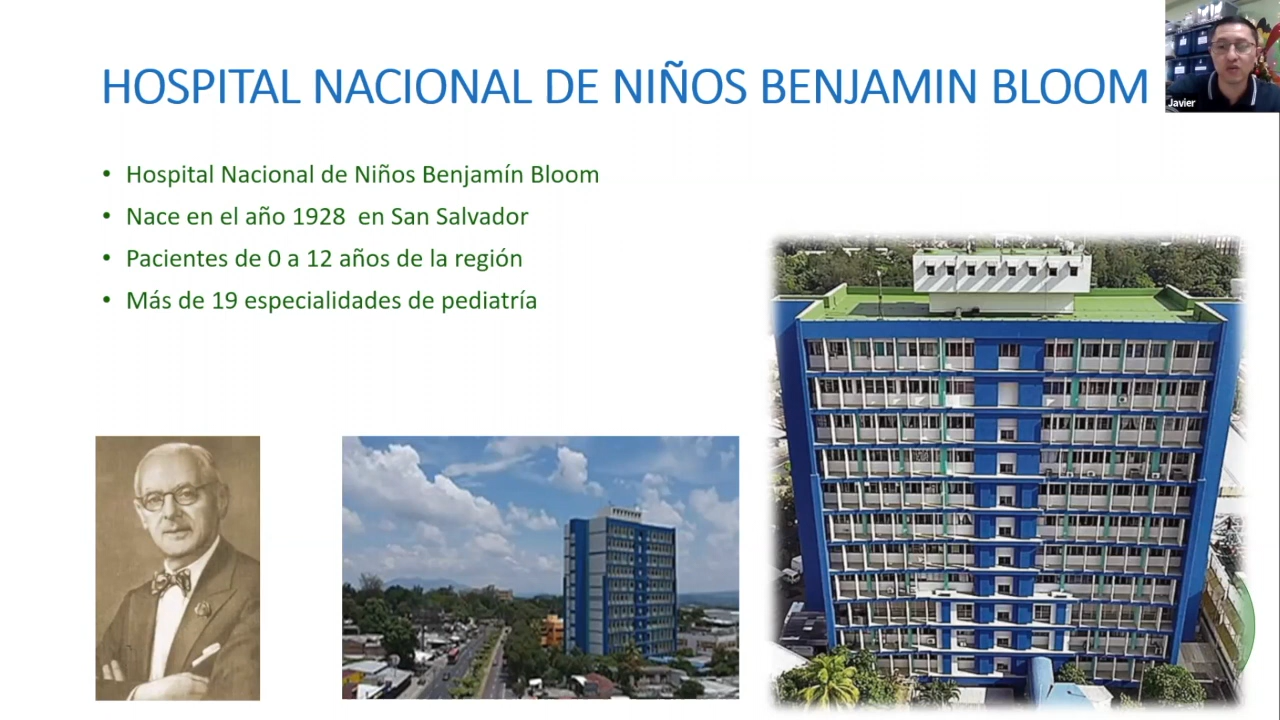 HOSPITAL NACIONAL DE NIÑOS BENJAMIN BLOOM
Javier
• Hospital Nacional de Niños Benjamín Bloom
• Nace en el año 1928  en San Salvador
• Pacientes de 0 a 12 años de la región
• Más de 19 especialidades de pediatría